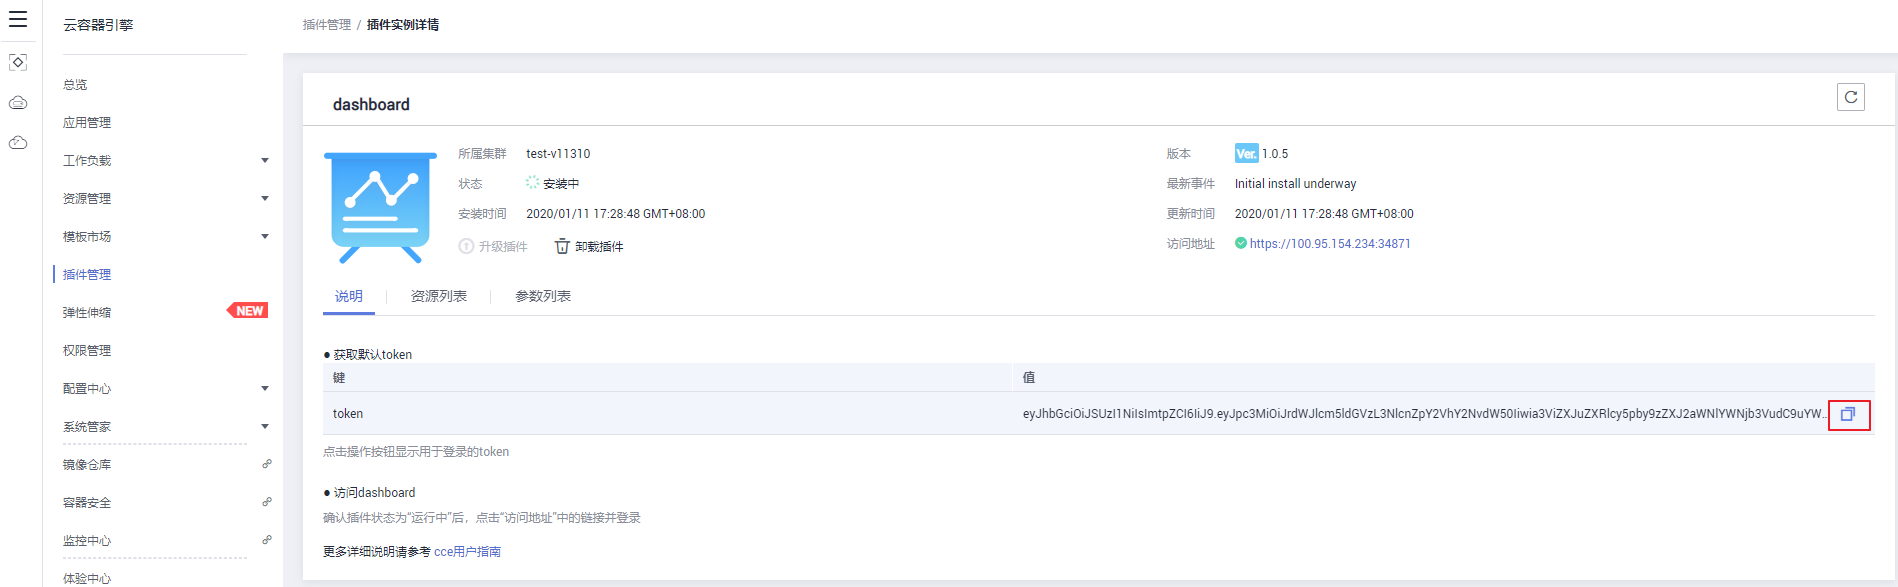 云容器引擎
总览
应用管理
工作负载
资源管理
模板市场
插件管理
弹性伸缩 NEW
权限管理
配置中心
系统管家
镜像仓库
容器安全
监控中心
体验中心
插件管理 / 插件实例详情
dashboard
所属集群 test-v11310
状态 安装中
安装时间 2020/01/11 17:28:48 GMT+08:00
升级插件 卸载插件
版本 Ver. 1.0.5
最新事件 Initial install underway
更新时间 2020/01/11 17:28:48 GMT+08:00
访问地址 https://100.95.154.234:34871
说明 资源列表 参数列表
● 获取默认token
键 值
token eyJhbGciOiJSUzI1NiIsImtpZCI6IiJ9.eyJpc3MiOiJrdWJlcm5ldGVzL3NlcnZpY2VhY2NvdW50Iiwia3ViZXJuZXRlcy5pby9zZXJ2aWNlYWNjb3VudC9uYW...
点击操作按钮显示用于登录的token
● 访问dashboard
确认插件状态为“运行中”后，点击“访问地址”中的链接并登录
更多详细说明请参考 cce用户指南